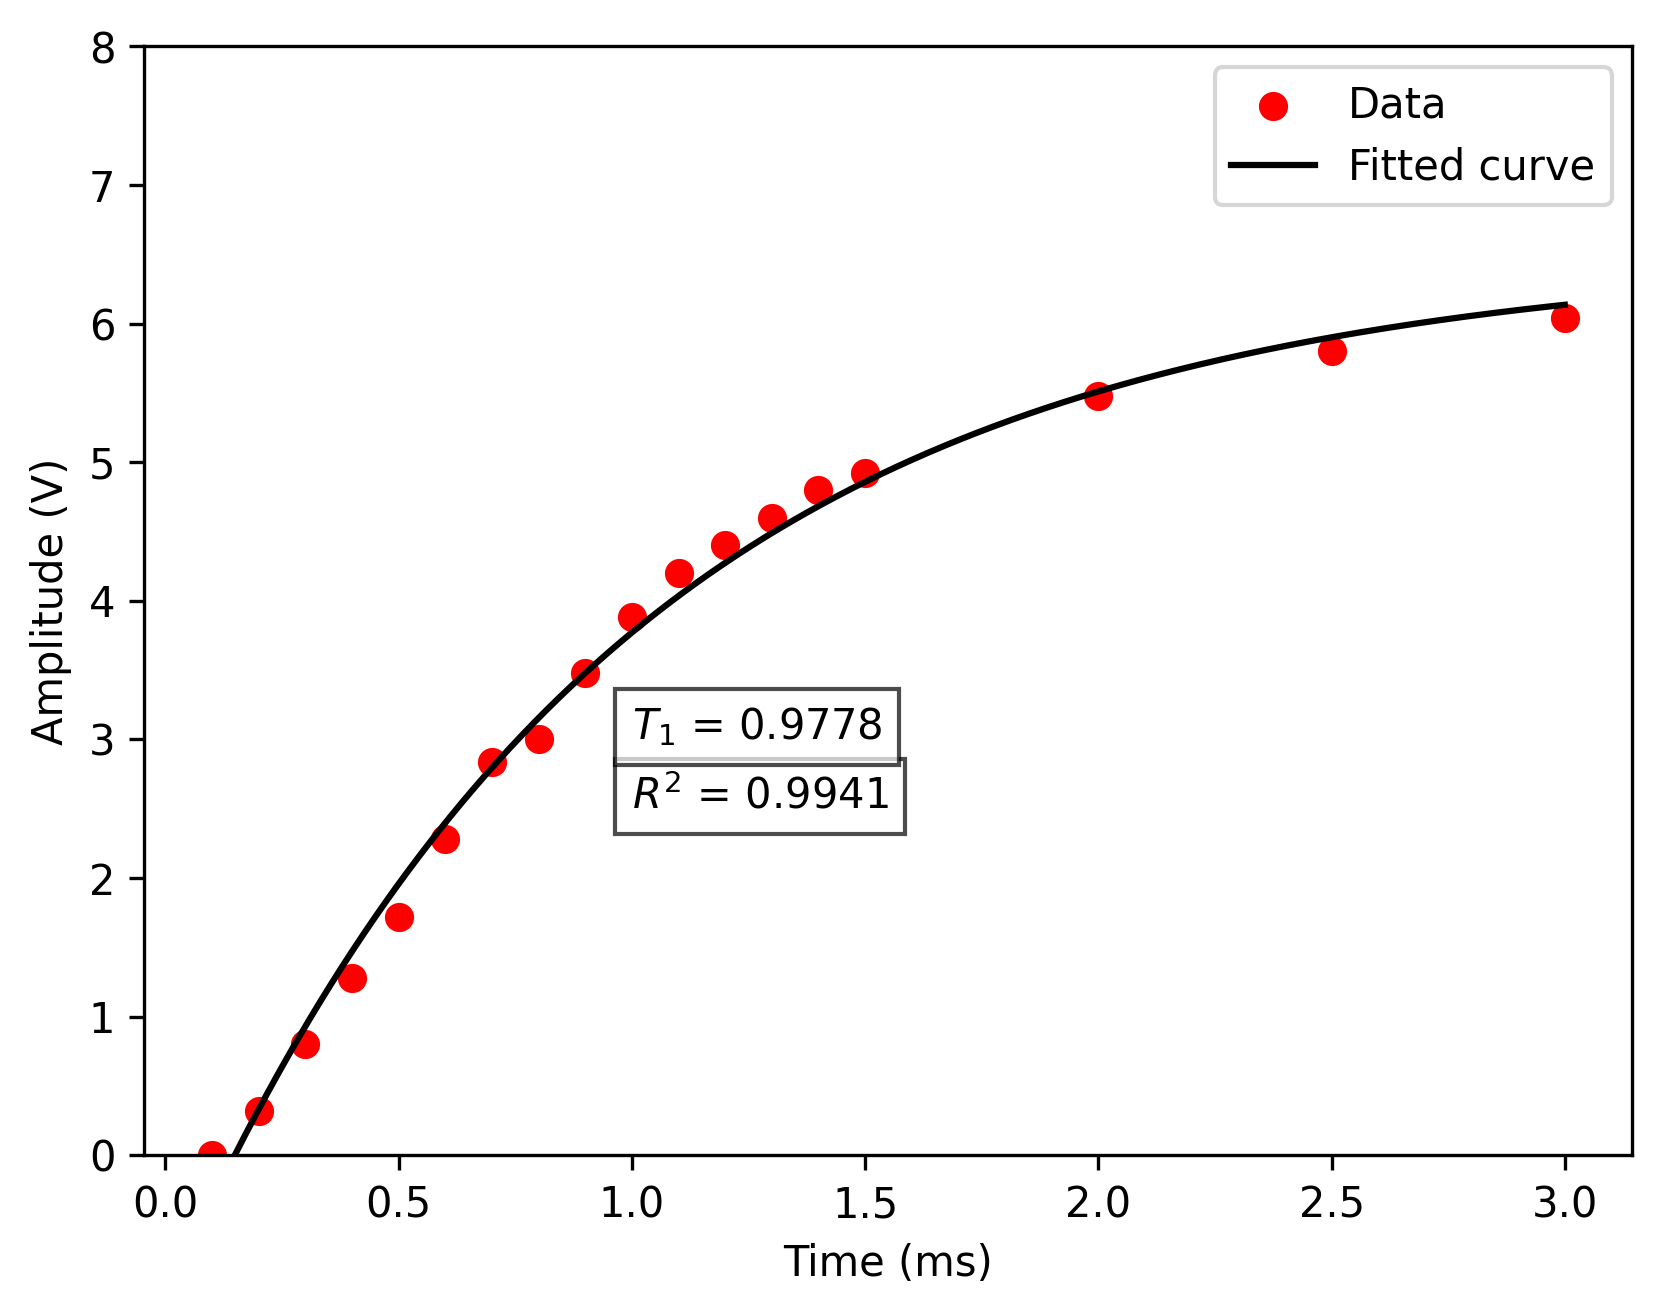 8
7
6
5
4
3
2
1
0
Amplitude (V)
Data
Fitted curve
T₁ = 0.9778
R² = 0.9941
0.0 0.5 1.0 1.5 2.0 2.5 3.0
Time (ms)